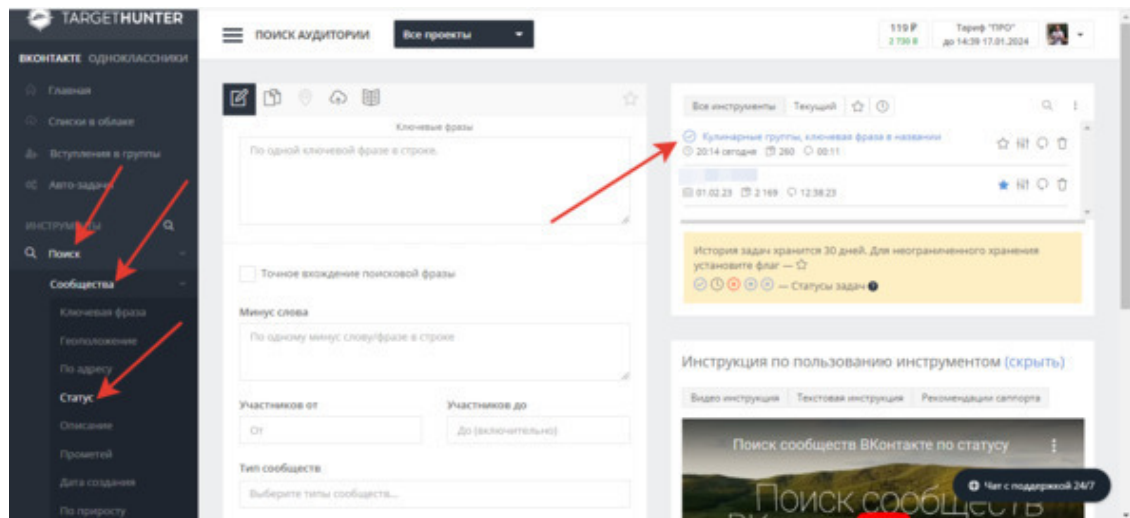 TARGETHUNTER
ВКОНТАКТЕ ОДНОКЛАССНИКИ
Главная
Списки в облаке
Вступления в группы
Авто-задачи
ИНСТРУМЕНТЫ
Поиск
Сообщества
Ключевая фраза
Геоположение
По адресу
Статус
Описание
Прометей
Дата создания
По приросту
ПОИСК АУДИТОРИИ
Все проекты
119 ₽
2 730
Тариф "ПРО"
до 14:39 17.01.2024
Ключевые фразы
По одной ключевой фразе в строке.
Точное вхождение поисковой фразы
Минус слова
По одному минус слову/фразе в строке
Участников от
Участников до
От
До (включительно)
Тип сообществ
Выберите типы сообществ...
Все инструменты Текущий
Кулинарные группы, ключевая фраза в названии
20:14 сегодня 260 00:11
01.02.23 2 169 12:38:23
История задач хранится 30 дней. Для неограниченного хранения
установите флаг —
— Статусы задач
Инструкция по пользованию инструментом (скрыть)
Видео инструкция Текстовая инструкция Рекомендации саппорта
Поиск сообществ ВКонтакте по статусу
Поиск сообществ
Чат с поддержкой 24/7